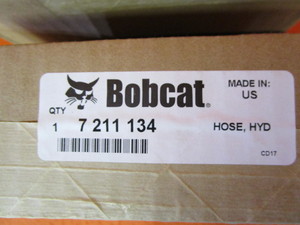 Bobcat®
MADE IN:
US
QTY
1 7 211 134
HOSE, HYD
CD17